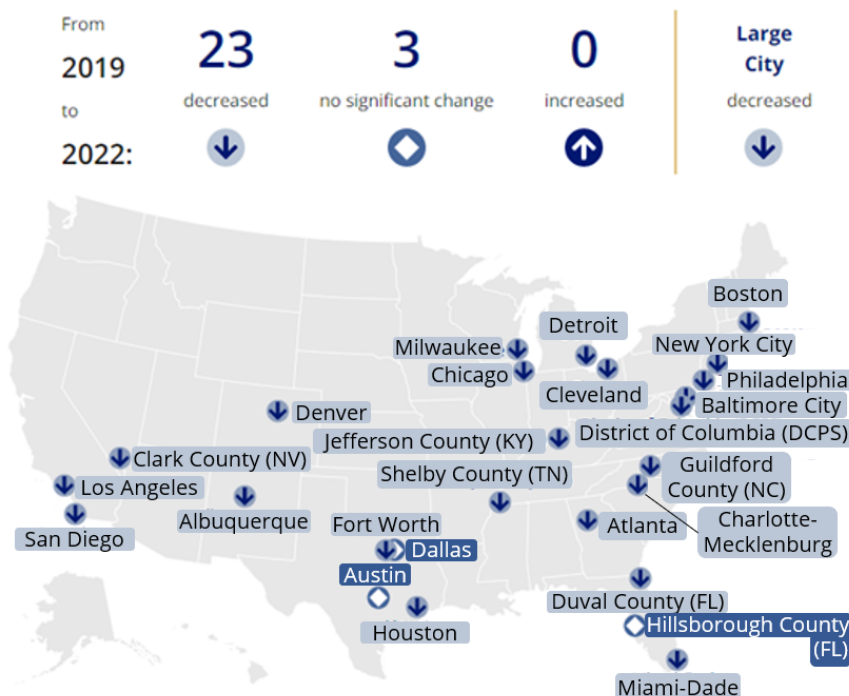 From
2019
to
2022:
23
decreased
3
no significant change
0
increased
Large
City
decreased
Boston
Detroit
New York City
Milwaukee
Chicago
Philadelphia
Cleveland
Baltimore City
Denver
District of Columbia (DCPS)
Jefferson County (KY)
Clark County (NV)
Shelby County (TN)
Guildford
County (NC)
Los Angeles
Albuquerque
Fort Worth
Atlanta
Charlotte-
Mecklenburg
San Diego
Dallas
Austin
Duval County (FL)
Houston
Hillsborough County
(FL)
Miami-Dade